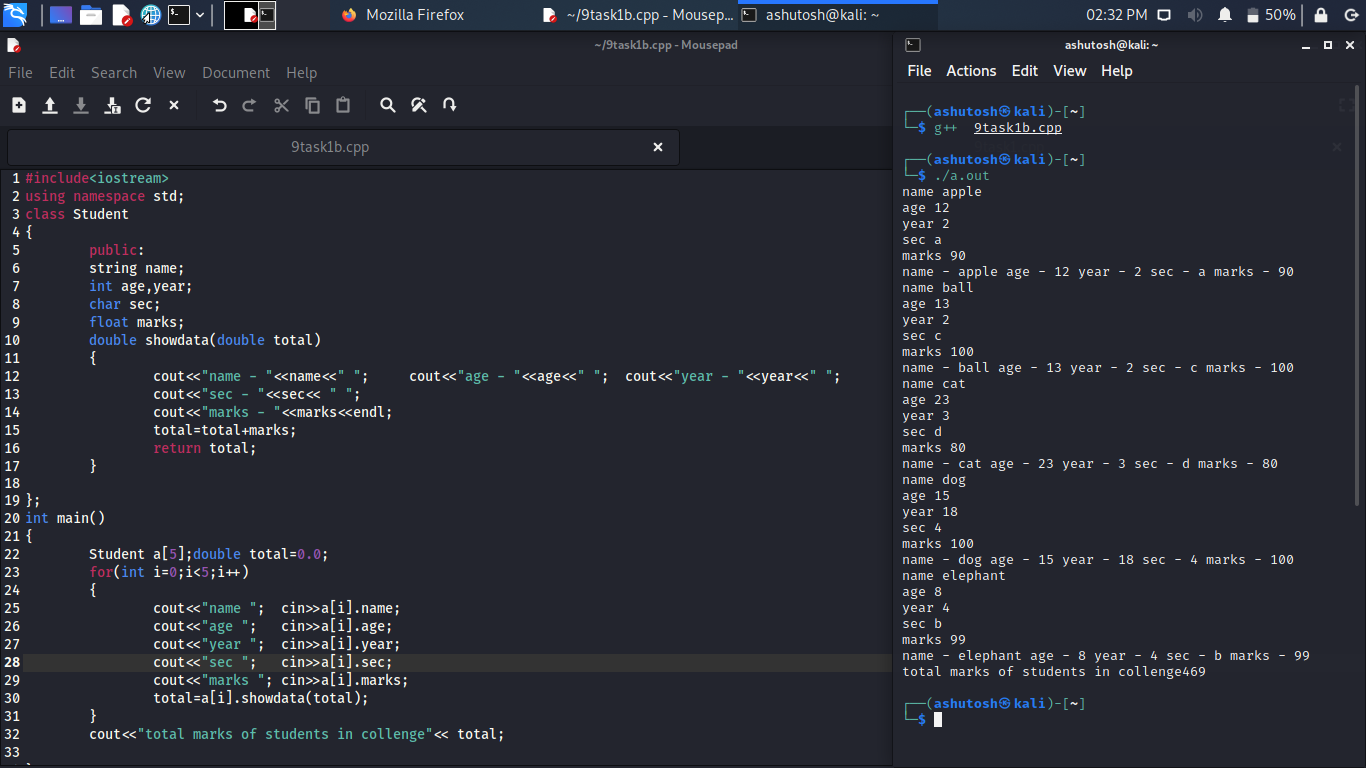 Mozilla Firefox
~/9task1b.cpp - Mousep...
ashutosh@kali: ~
02:32 PM
50%
~/9task1b.cpp - Mousepad
File Edit Search View Document Help
9task1b.cpp
1 #include<iostream>
2 using namespace std;
3 class Student
4 {
5 public:
6 string name;
7 int age,year;
8 char sec;
9 float marks;
10 double showdata(double total)
11 {
12 cout<<"name - "<<name<<" "; cout<<"age - "<<age<<" "; cout<<"year - "<<year<<" ";
13 cout<<"sec - "<<sec<< " ";
14 cout<<"marks - "<<marks<<endl;
15 total=total+marks;
16 return total;
17 }
18
19 };
20 int main()
21 {
22 Student a[5];double total=0.0;
23 for(int i=0;i<5;i++)
24 {
25 cout<<"name "; cin>>a[i].name;
26 cout<<"age "; cin>>a[i].age;
27 cout<<"year "; cin>>a[i].year;
28 cout<<"sec "; cin>>a[i].sec;
29 cout<<"marks "; cin>>a[i].marks;
30 total=a[i].showdata(total);
31 }
32 cout<<"total marks of students in collenge"<< total;
33
ashutosh@kali: ~
File Actions Edit View Help
┌──(ashutosh㉿kali)-[~]
└─$ g++ 9task1b.cpp
┌──(ashutosh㉿kali)-[~]
└─$ ./a.out
name apple
age 12
year 2
sec a
marks 90
name - apple age - 12 year - 2 sec - a marks - 90
name ball
age 13
year 2
sec c
marks 100
name - ball age - 13 year - 2 sec - c marks - 100
name cat
age 23
year 3
sec d
marks 80
name - cat age - 23 year - 3 sec - d marks - 80
name dog
age 15
year 18
sec 4
marks 100
name - dog age - 15 year - 18 sec - 4 marks - 100
name elephant
age 8
year 4
sec b
marks 99
name - elephant age - 8 year - 4 sec - b marks - 99
total marks of students in collenge469
┌──(ashutosh㉿kali)-[~]
└─$